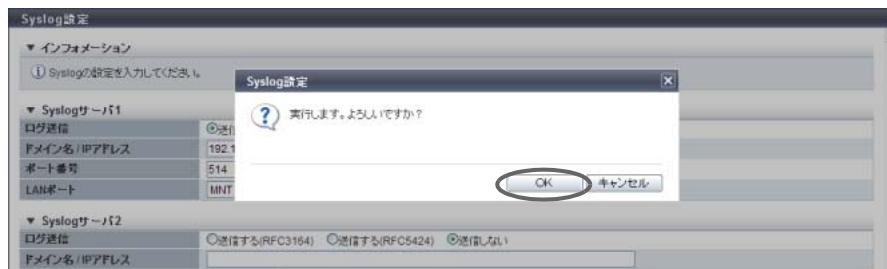 Syslog設定
▼ インフォメーション
Syslogの設定を入力してください。
Syslog設定
実行します。よろしいですか？
OK キャンセル
▼ Syslogサーバ1
ログ送信
ドメイン名/IPアドレス 192.1
ポート番号 514
LANポート MNT
▼ Syslogサーバ2
ログ送信 送信する(RFC3164) 送信する(RFC5424) 送信しない
ドメイン名/IPアドレス